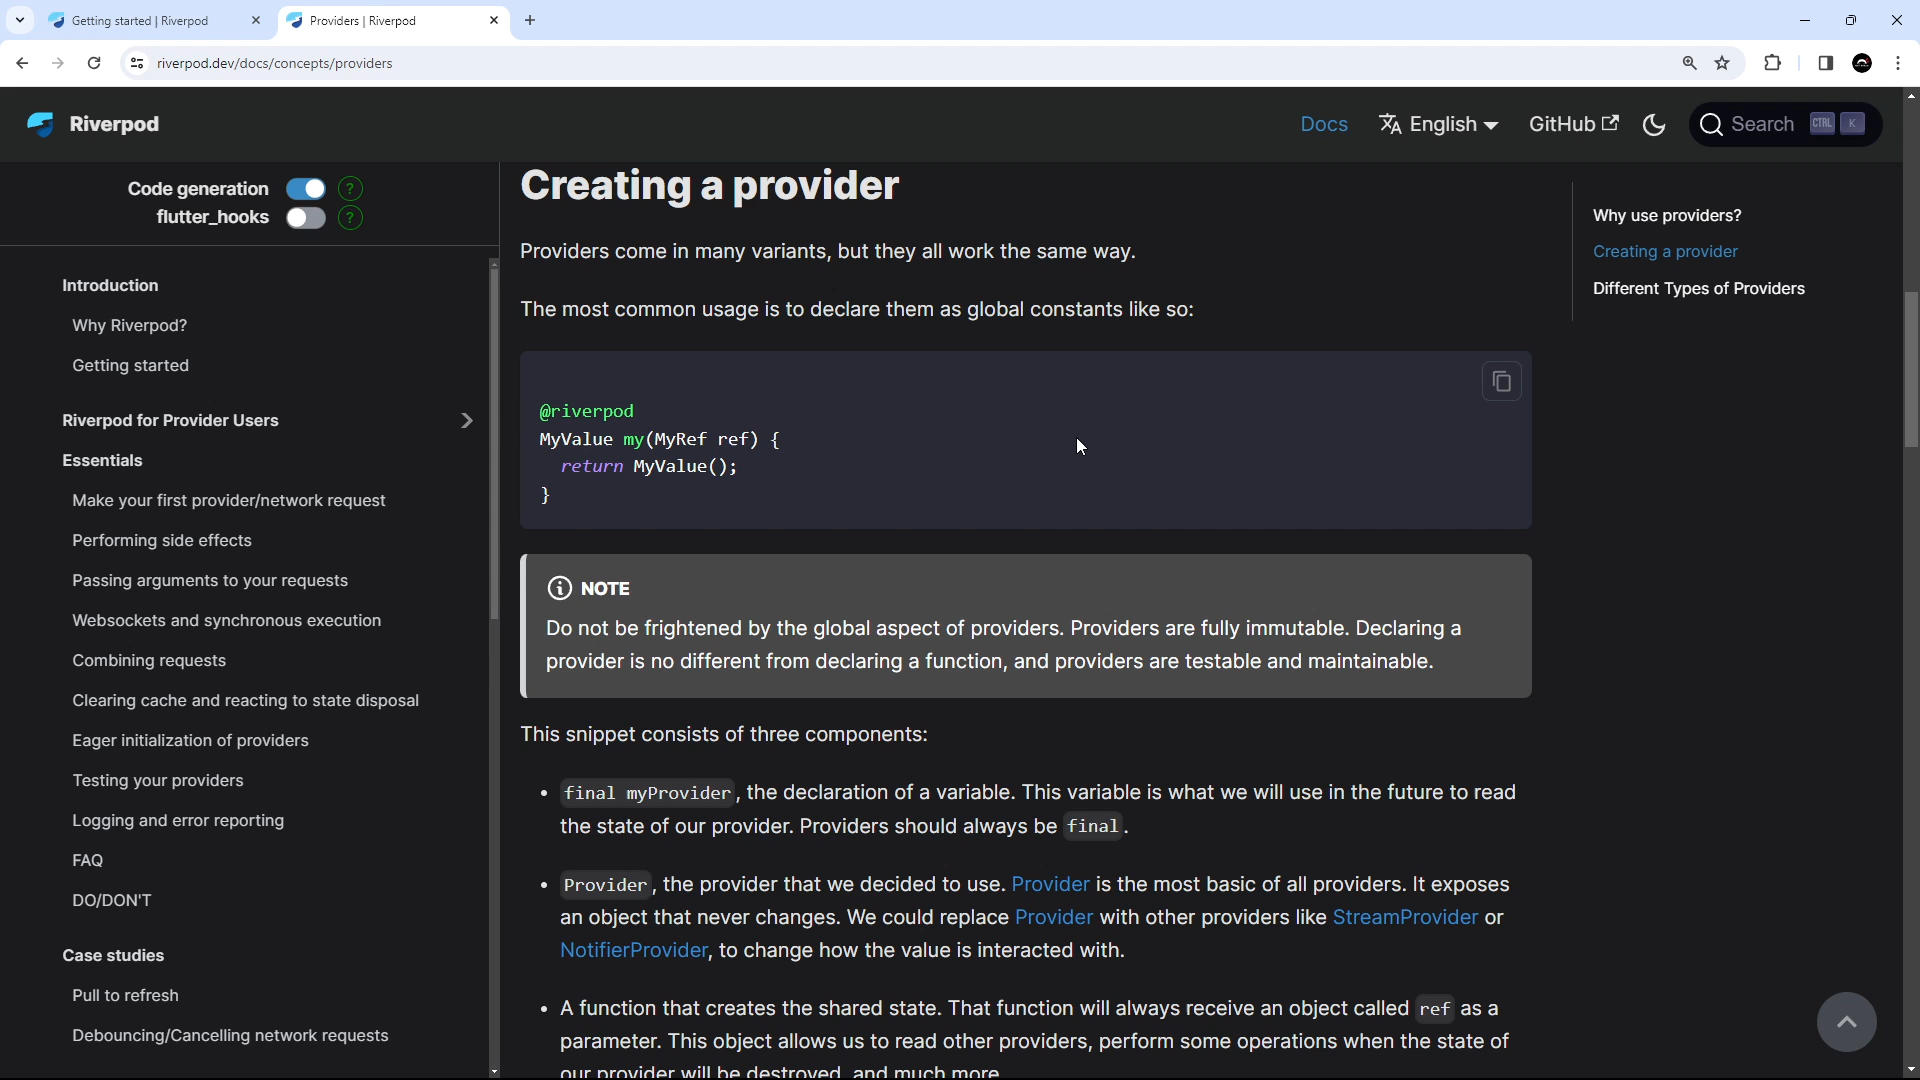 Getting started | Riverpod
Providers | Riverpod
riverpod.dev/docs/concepts/providers
Riverpod
Docs
English
GitHub
Search CTRL K
Code generation ?
flutter_hooks ?
Introduction
Why Riverpod?
Getting started
Riverpod for Provider Users
Essentials
Make your first provider/network request
Performing side effects
Passing arguments to your requests
Websockets and synchronous execution
Combining requests
Clearing cache and reacting to state disposal
Eager initialization of providers
Testing your providers
Logging and error reporting
FAQ
DO/DON'T
Case studies
Pull to refresh
Debouncing/Cancelling network requests
Creating a provider
Providers come in many variants, but they all work the same way.
The most common usage is to declare them as global constants like so:
@riverpod
MyValue my(MyRef ref) {
  return MyValue();
}
NOTE
Do not be frightened by the global aspect of providers. Providers are fully immutable. Declaring a
provider is no different from declaring a function, and providers are testable and maintainable.
This snippet consists of three components:
• final myProvider, the declaration of a variable. This variable is what we will use in the future to read
the state of our provider. Providers should always be final.
• Provider, the provider that we decided to use. Provider is the most basic of all providers. It exposes
an object that never changes. We could replace Provider with other providers like StreamProvider or
NotifierProvider, to change how the value is interacted with.
• A function that creates the shared state. That function will always receive an object called ref as a
parameter. This object allows us to read other providers, perform some operations when the state of
our provider will be destroyed, and much more.
Why use providers?
Creating a provider
Different Types of Providers